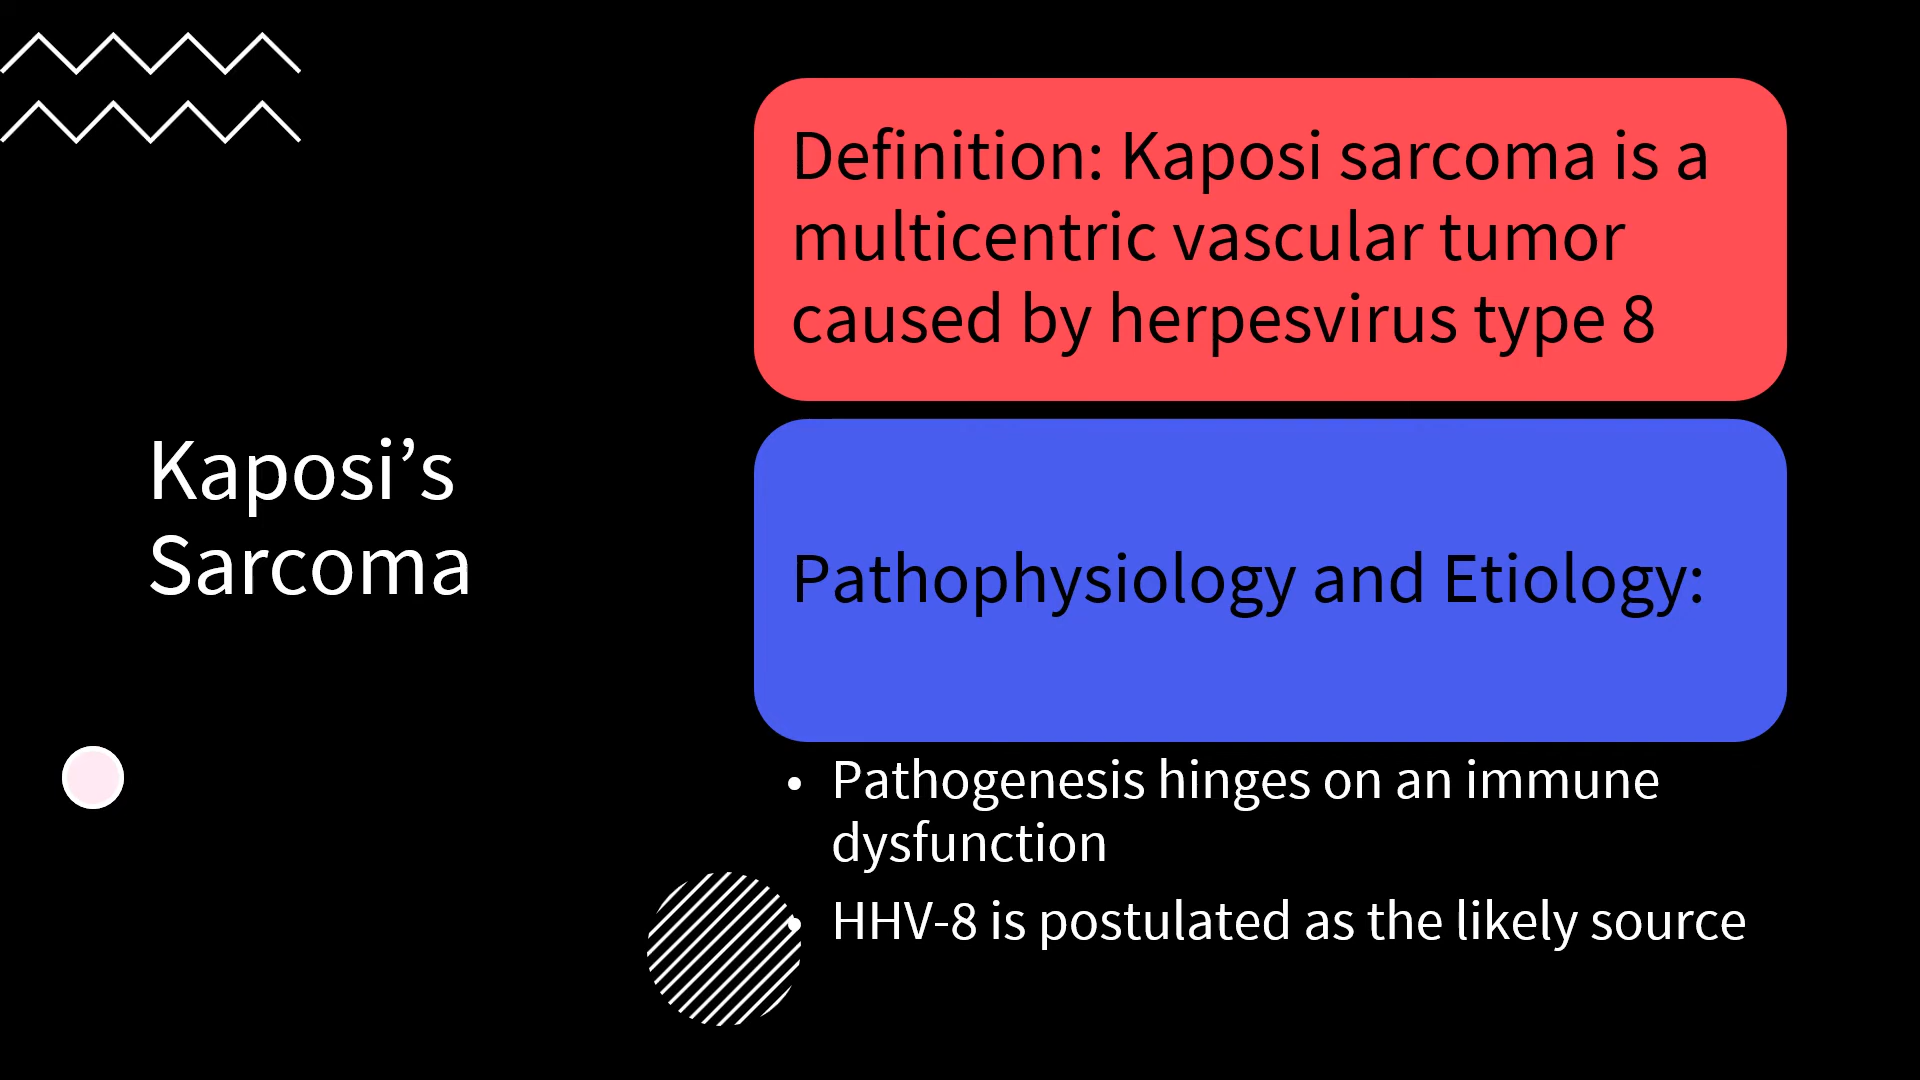 Kaposi’s
Sarcoma
Definition: Kaposi sarcoma is a
multicentric vascular tumor
caused by herpesvirus type 8
Pathophysiology and Etiology:
• Pathogenesis hinges on an immune
dysfunction
• HHV-8 is postulated as the likely source